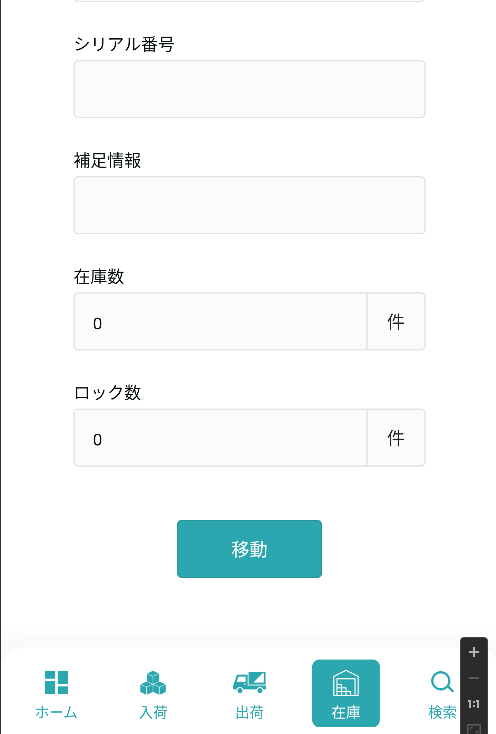 シリアル番号
補足情報
在庫数
0 件
ロック数
0 件
移動
ホーム 入荷 出荷 在庫 検索
1:1